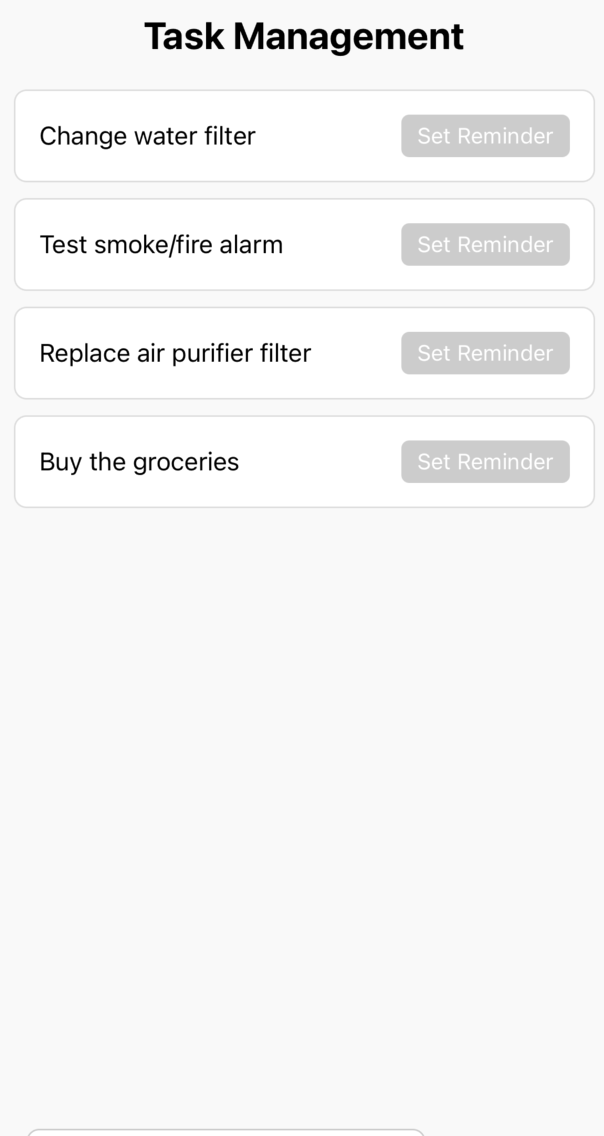 Task Management
Change water filter Set Reminder
Test smoke/fire alarm Set Reminder
Replace air purifier filter Set Reminder
Buy the groceries Set Reminder